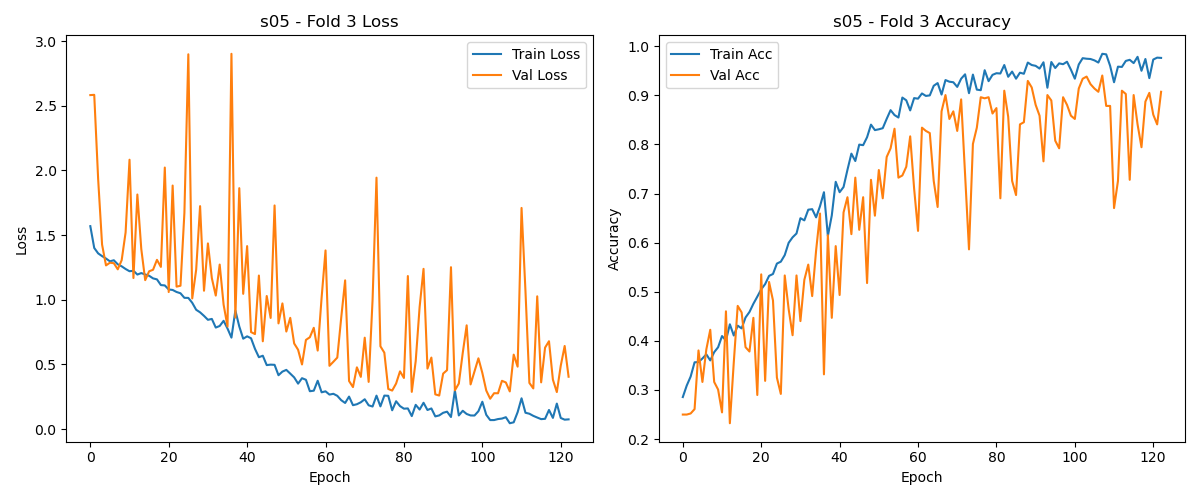 s05 - Fold 3 Loss
Train Loss
Val Loss
Loss
3.0
2.5
2.0
1.5
1.0
0.5
0.0
0 20 40 60 80 100 120
Epoch
s05 - Fold 3 Accuracy
Train Acc
Val Acc
Accuracy
1.0
0.9
0.8
0.7
0.6
0.5
0.4
0.3
0.2
0 20 40 60 80 100 120
Epoch